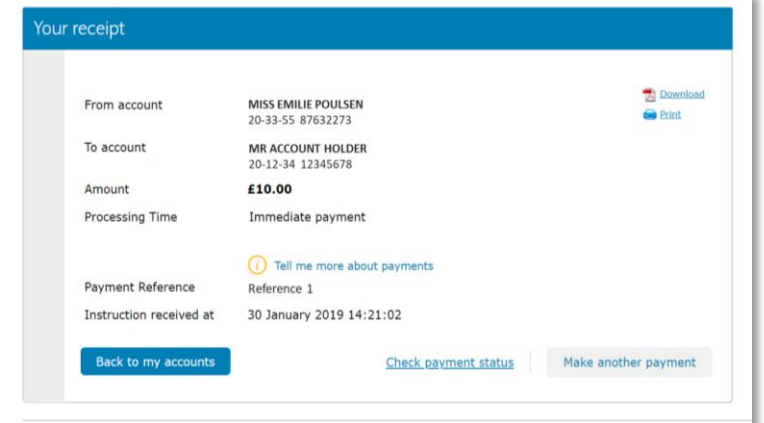 Your receipt
Download
Print
From account MISS EMILIE POULSEN
20-33-55 87632273
To account MR ACCOUNT HOLDER
20-12-34 12345678
Amount £10.00
Processing Time Immediate payment
i Tell me more about payments
Payment Reference Reference 1
Instruction received at 30 January 2019 14:21:02
Back to my accounts Check payment status Make another payment